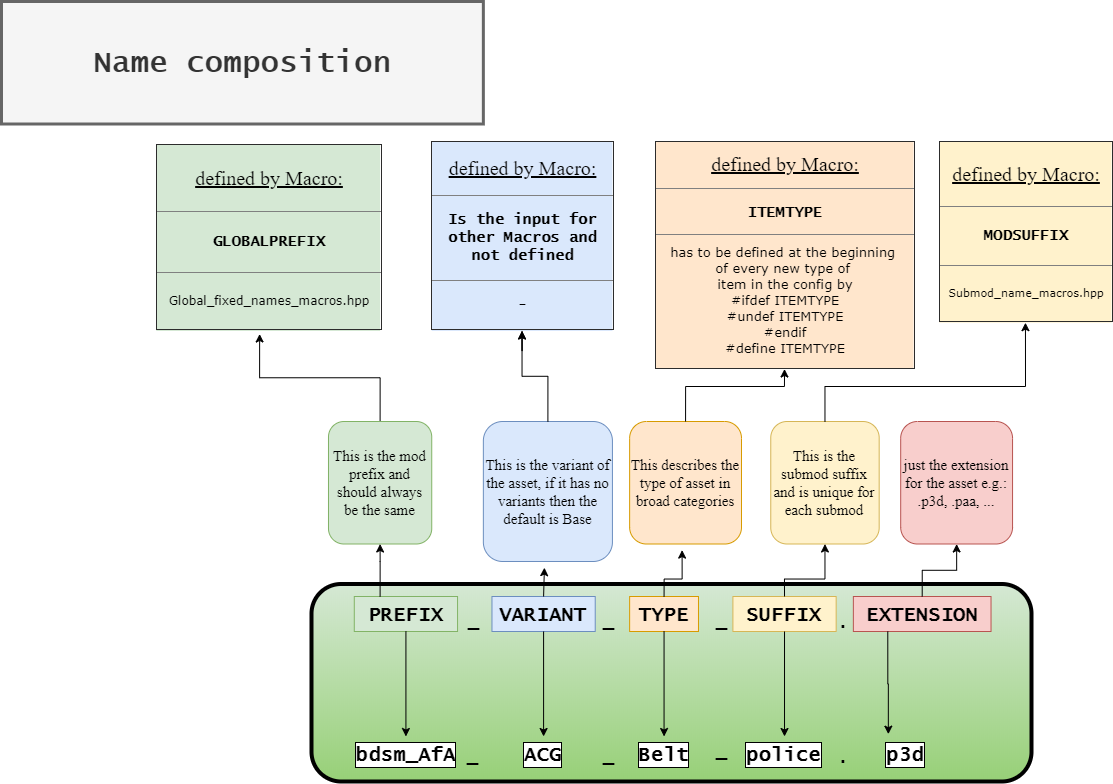 Name composition
defined by Macro:
GLOBALPREFIX
Global_fixed_names_macros.hpp
defined by Macro:
Is the input for
other Macros and
not defined
-
defined by Macro:
ITEMTYPE
has to be defined at the beginning
of every new type of
item in the config by
#ifdef ITEMTYPE
#undef ITEMTYPE
#endif
#define ITEMTYPE
defined by Macro:
MODSUFFIX
Submod_name_macros.hpp
This is the mod
prefix and
should always
be the same
This is the variant of
the asset, if it has no
variants then the
default is Base
This describes the
type of asset in
broad categories
This is the
submod suffix
and is unique for
each submod
just the extension
for the asset e.g.:
.p3d, .paa, ...
PREFIX _ VARIANT _ TYPE _ SUFFIX . EXTENSION
bdsm_AfA _ ACG _ Belt _ police . p3d